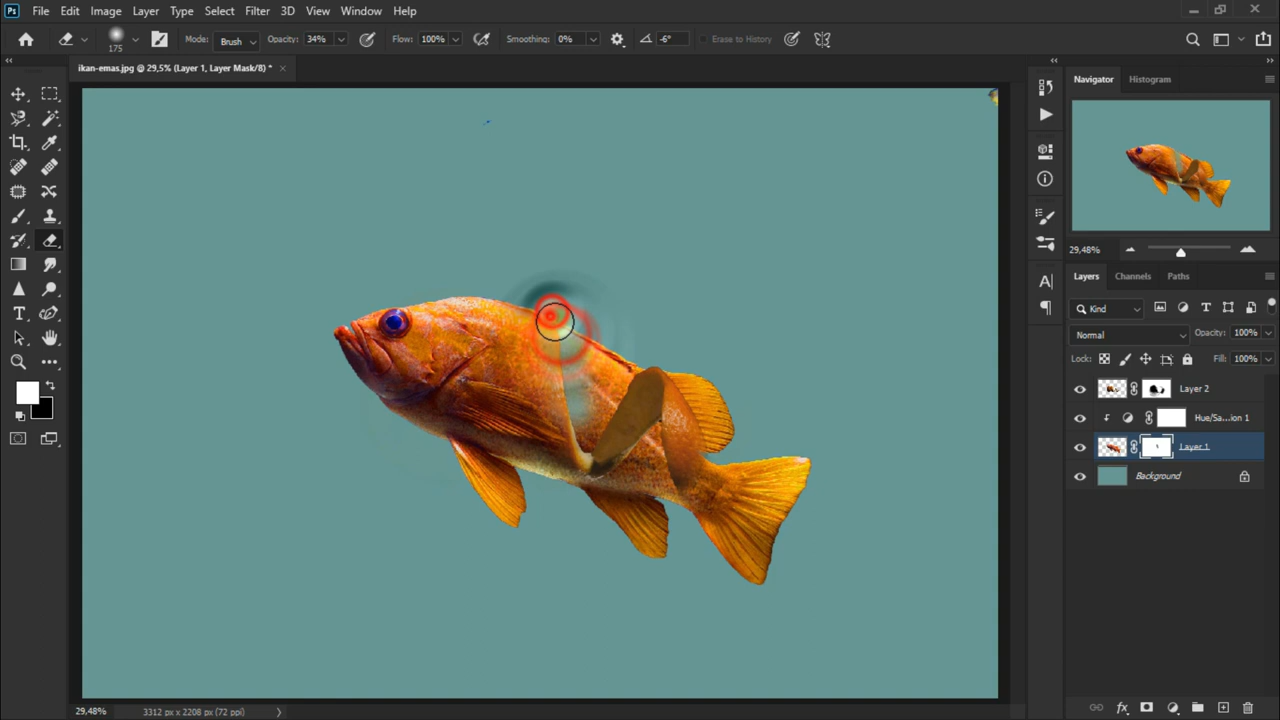 Ps File Edit Image Layer Type Select Filter 3D View Window Help
175 Mode: Brush Opacity: 34% Flow: 100% Smoothing: 0% -6° Erase to History
ikan-emas.jpg @ 29,5% (Layer 1, Layer Mask/8) *
Navigator Histogram
29,48%
Layers Channels Paths
Kind
Normal Opacity: 100%
Lock: Fill: 100%
Layer 2
Hue/Sa...ion 1
Layer 1
Background
29,48% 3312 px x 2208 px (72 ppi)